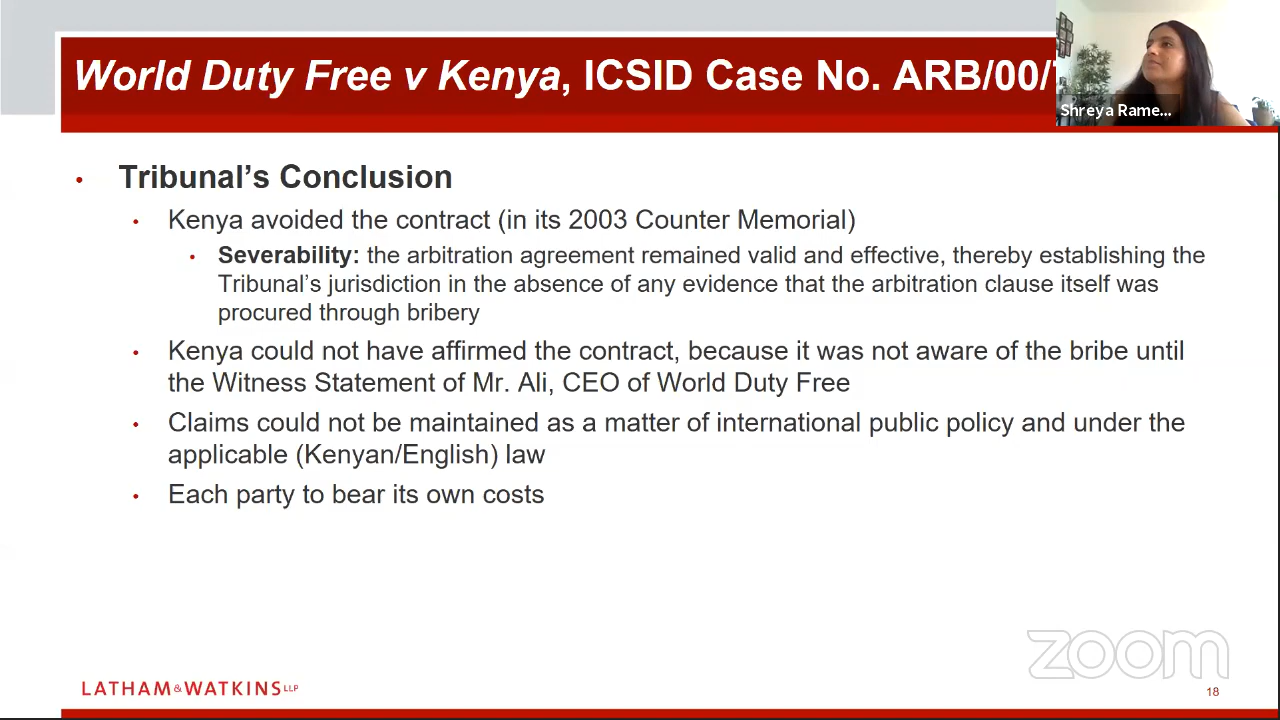 World Duty Free v Kenya, ICSID Case No. ARB/00/
Shreya Rame...
• Tribunal's Conclusion
• Kenya avoided the contract (in its 2003 Counter Memorial)
• Severability: the arbitration agreement remained valid and effective, thereby establishing the
Tribunal's jurisdiction in the absence of any evidence that the arbitration clause itself was
procured through bribery
• Kenya could not have affirmed the contract, because it was not aware of the bribe until
the Witness Statement of Mr. Ali, CEO of World Duty Free
• Claims could not be maintained as a matter of international public policy and under the
applicable (Kenyan/English) law
• Each party to bear its own costs
zoom
LATHAM&WATKINS LLP
18